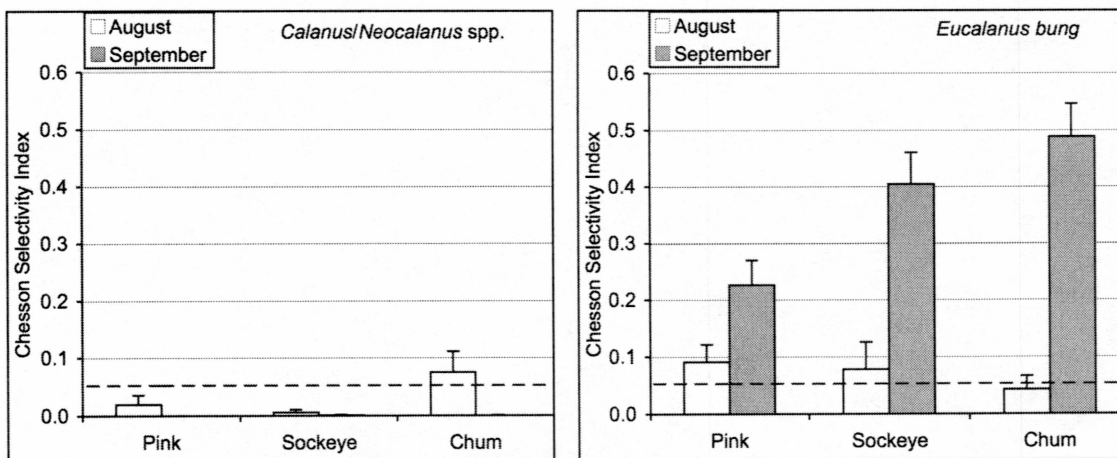 August
September
Calanus/Neocalanus spp.
Chesson Selectivity Index
0.6
0.5
0.4
0.3
0.2
0.1
0.0
Pink Sockeye Chum
August
September
Eucalanus bung
Chesson Selectivity Index
0.6
0.5
0.4
0.3
0.2
0.1
0.0
Pink Sockeye Chum